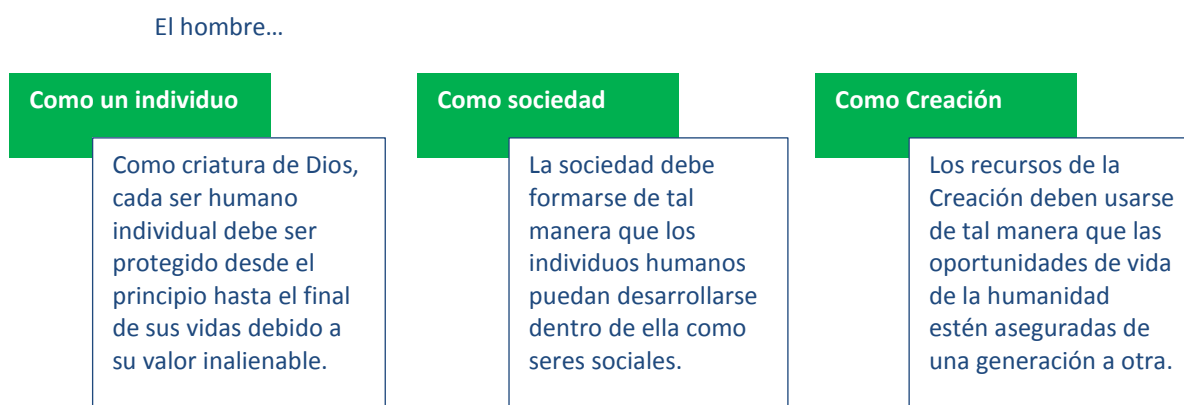 El hombre…
Como un individuo
Como criatura de Dios,
cada ser humano
individual debe ser
protegido desde el
principio hasta el final
de sus vidas debido a
su valor inalienable.
Como sociedad
La sociedad debe
formarse de tal
manera que los
individuos humanos
puedan desarrollarse
dentro de ella como
seres sociales.
Como Creación
Los recursos de la
Creación deben usarse
de tal manera que las
oportunidades de vida
de la humanidad
estén aseguradas de
una generación a otra.